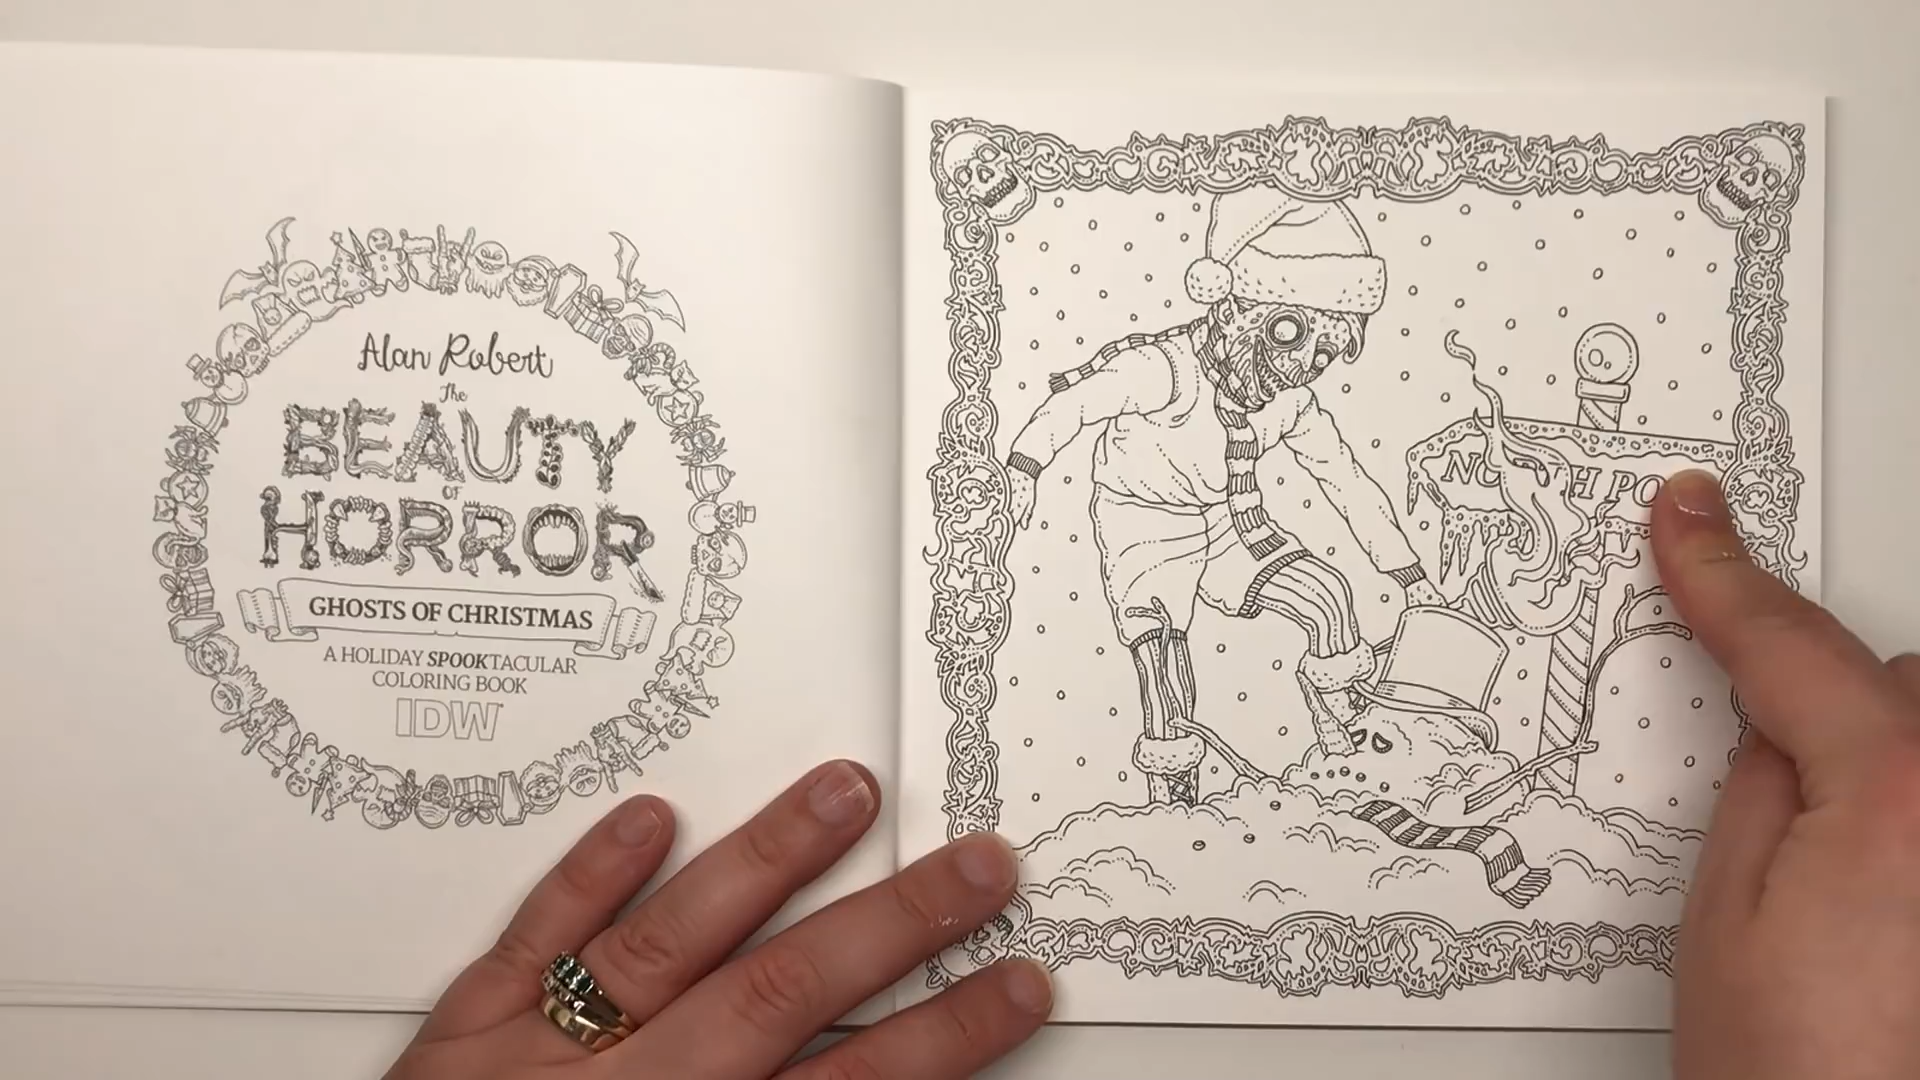 Alan Robert
The
BEAUTY
OF
HORROR
GHOSTS OF CHRISTMAS
A HOLIDAY SPOOKTACULAR
COLORING BOOK
IDW